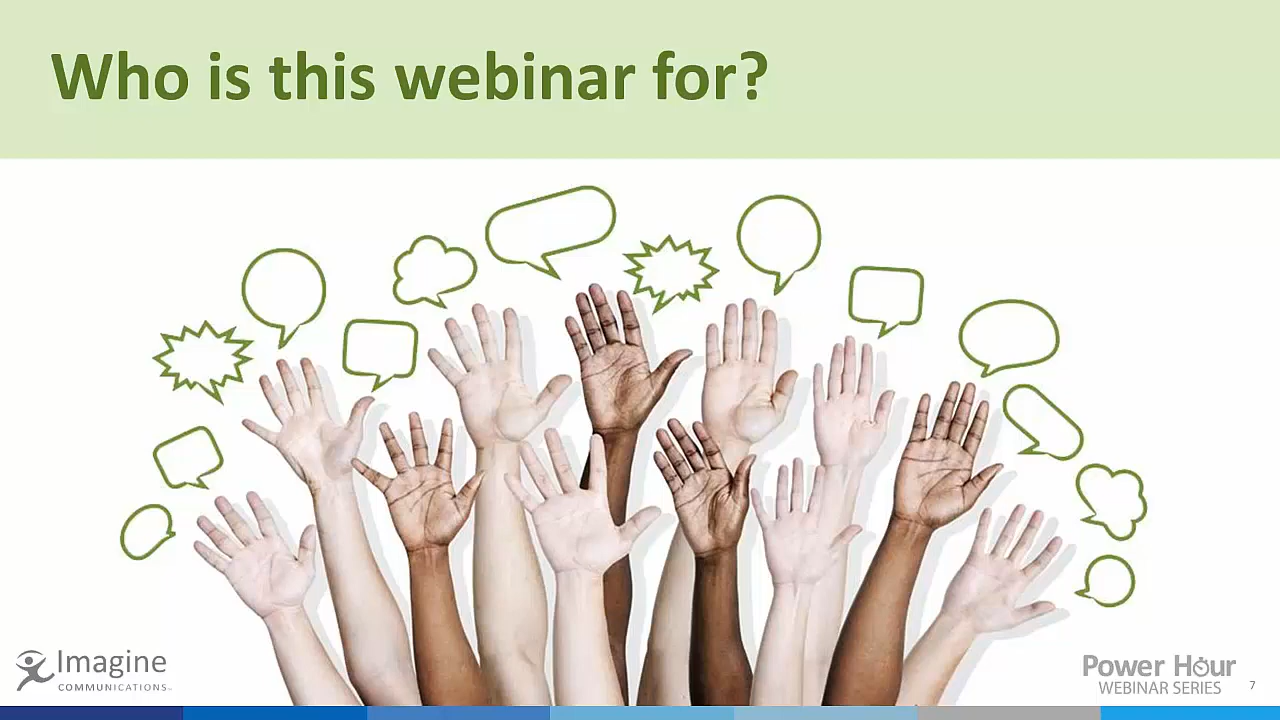 Who is this webinar for?
Imagine
COMMUNICATIONS
Power Hour
WEBINAR SERIES
7